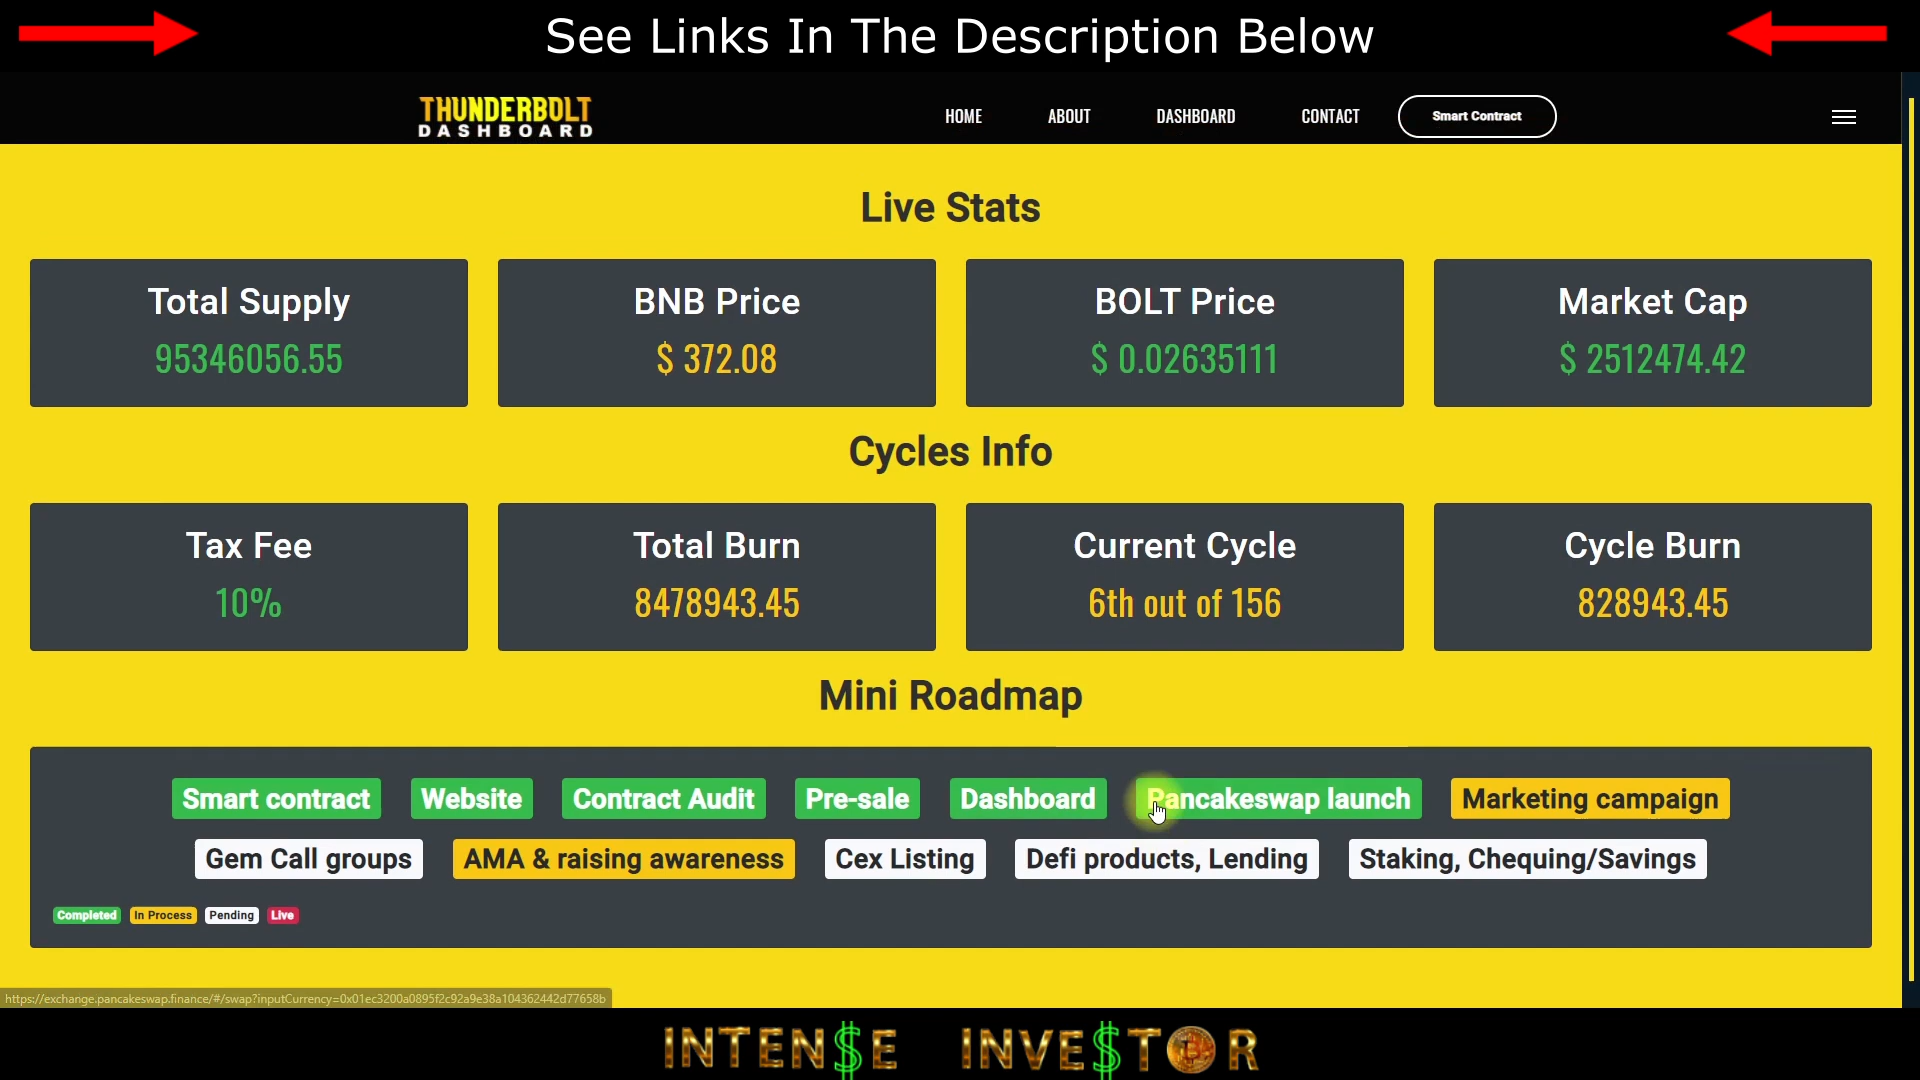 See Links In The Description Below
THUNDERBOLT
DASHBOARD
HOME ABOUT DASHBOARD CONTACT Smart Contract
Live Stats
Total Supply BNB Price BOLT Price Market Cap
95346056.55 $ 372.08 $ 0.02635111 $ 2512474.42
Cycles Info
Tax Fee Total Burn Current Cycle Cycle Burn
10% 8478943.45 6th out of 156 828943.45
Mini Roadmap
Smart contract Website Contract Audit Pre-sale Dashboard Pancakeswap launch Marketing campaign
Gem Call groups AMA & raising awareness Cex Listing Defi products, Lending Staking, Chequing/Savings
Completed In Process Pending Live
https://exchange.pancakeswap.finance/#/swap?inputCurrency=0x01ec3200a0895f2c92a9e38a104362442d77658b
INTEN$E INVE$TOR